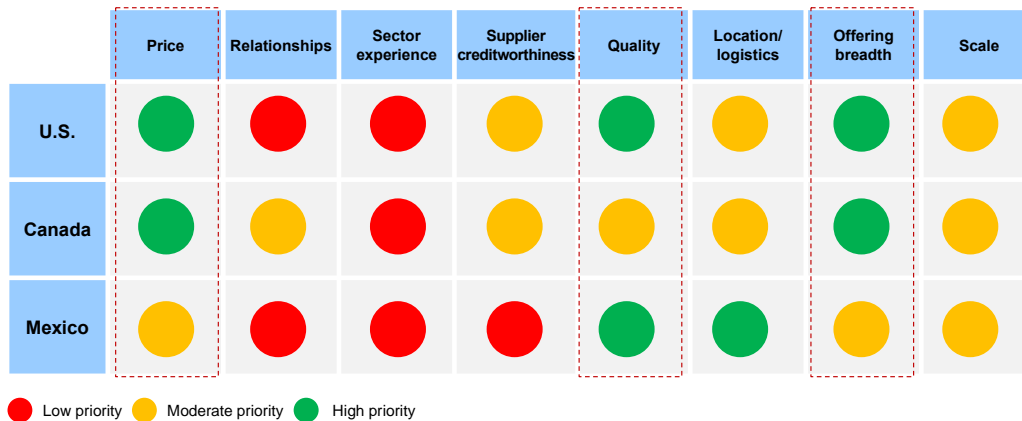 Price
Relationships
Sector
experience
Supplier
creditworthiness
Quality
Location/
logistics
Offering
breadth
Scale
U.S.
Canada
Mexico
Low priority
Moderate priority
High priority